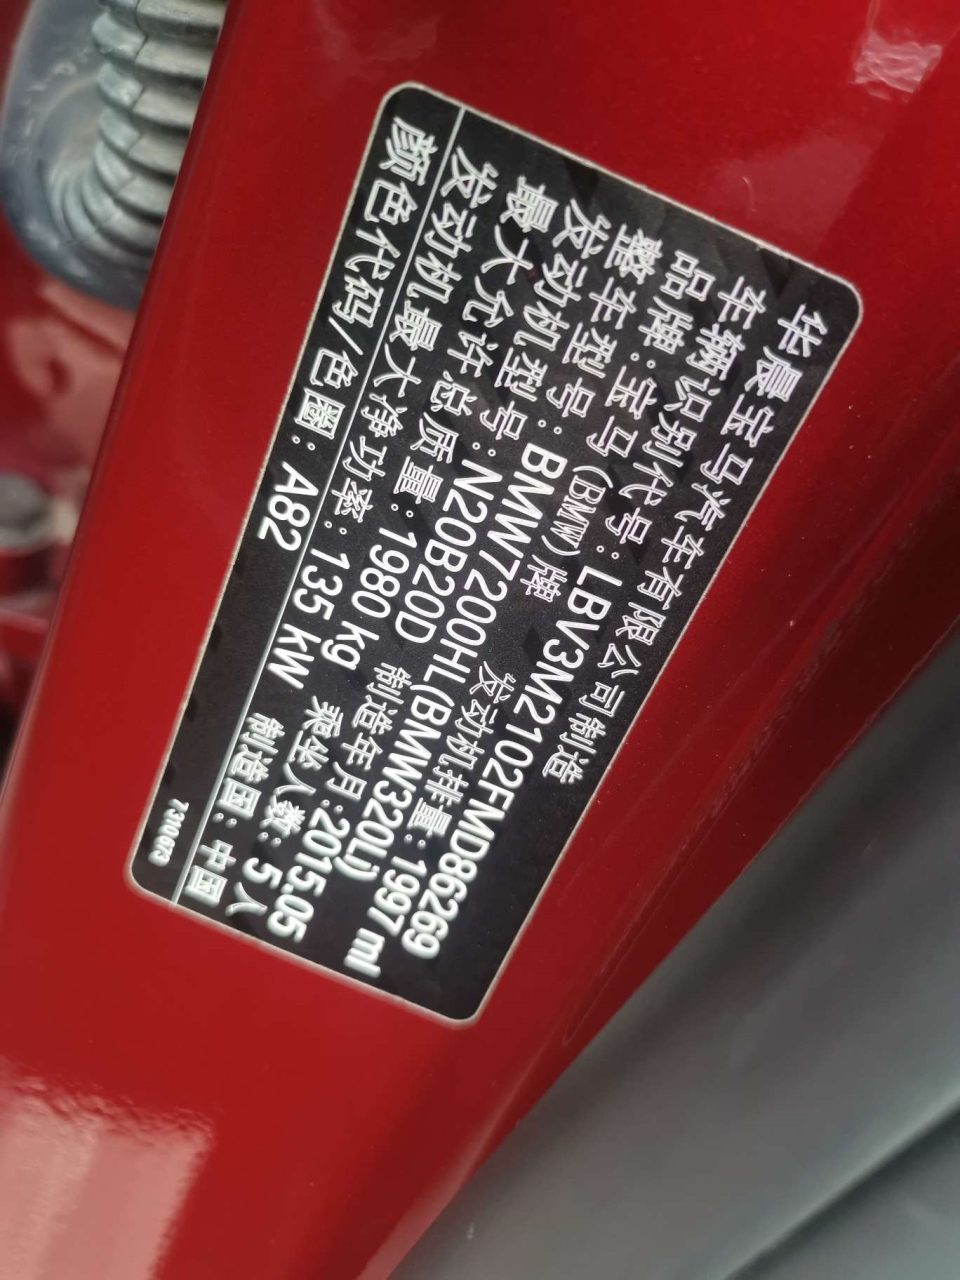 华晨宝马汽车有限公司制造
车辆识别代号：LBV3M2102FMD86269
品牌：宝马(BMW)牌 发动机排量：1997 ml
整车型号：BMW7200HL(BMW320Li)
发动机型号：N20B20D 制造年月：2015.05
最大允许总质量：1980 kg 乘坐人数：5人
发动机最大净功率：135 kW 制造国：中国
颜色代码/色圈：A82 7310673